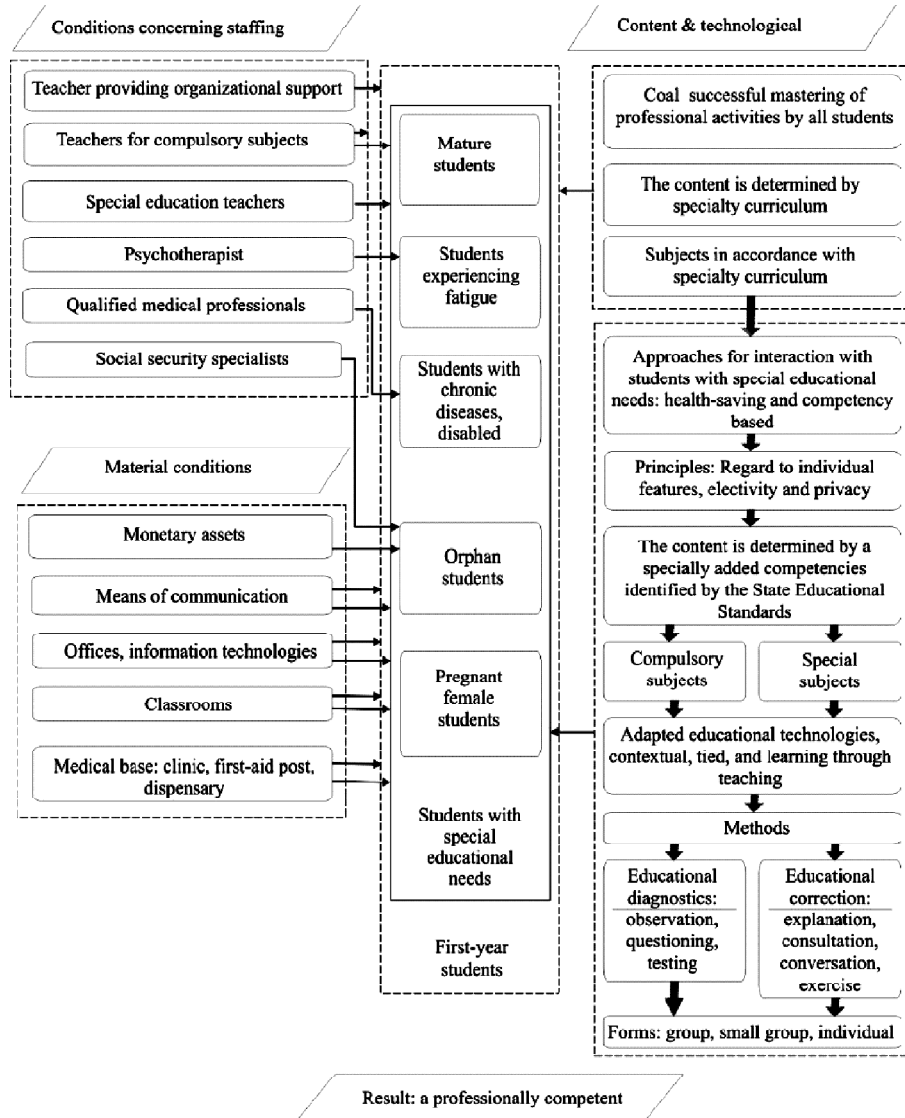 Conditions concerning staffing
Teacher providing organizational support
Teachers for compulsory subjects
Special education teachers
Psychotherapist
Qualified medical professionals
Social security specialists
Material conditions
Monetary assets
Means of communication
Offices, information technologies
Classrooms
Medical base: clinic, first-aid post,
dispensary
Mature
students
Students
experiencing
fatigue
Students with
chronic
diseases,
disabled
Orphan
students
Pregnant
female
students
Students with
special
educational
needs
First-year
students
Content & technological
Coal successful mastering of
professional activities by all students
The content is determined by
specialty curriculum
Subjects in accordance with
specialty curriculum
Approaches for interaction with
students with special educational
needs: health-saving and competency
based
Principles: Regard to individual
features, electivity and privacy
The content is determined by a
specially added competencies
identified by the State Educational
Standards
Compulsory
subjects
Special
subjects
Adapted educational technologies,
contextual, tied, and learning through
teaching
Methods
Educational
diagnostics:
observation,
questioning,
testing
Educational
correction:
explanation,
consultation,
conversation,
exercise
Forms: group, small group, individual
Result: a professionally competent